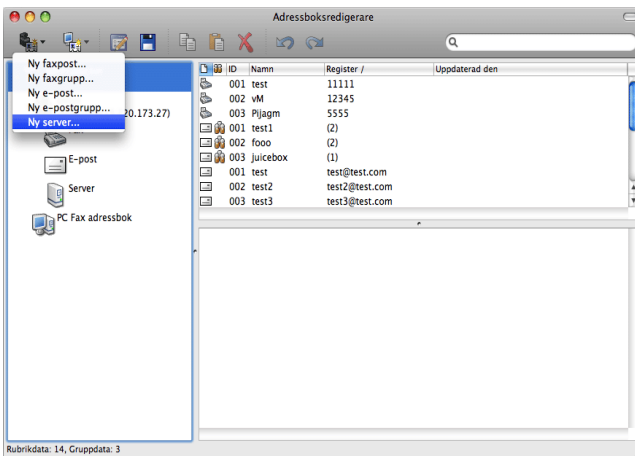 Adressboksredigerare
Ny faxpost...
Ny faxgrupp...
Ny e-post...
Ny e-postgrupp...
Ny server...
20.173.27)
E-post
Server
PC Fax adressbok
ID Namn Register / Uppdaterad den
001 test 11111
002 vM 12345
003 Pijagm 5555
001 test1 (2)
002 fooo (2)
003 juicebox (1)
001 test test@test.com
002 test2 test2@test.com
003 test3 test3@test.com
Rubrikdata: 14, Gruppdata: 3